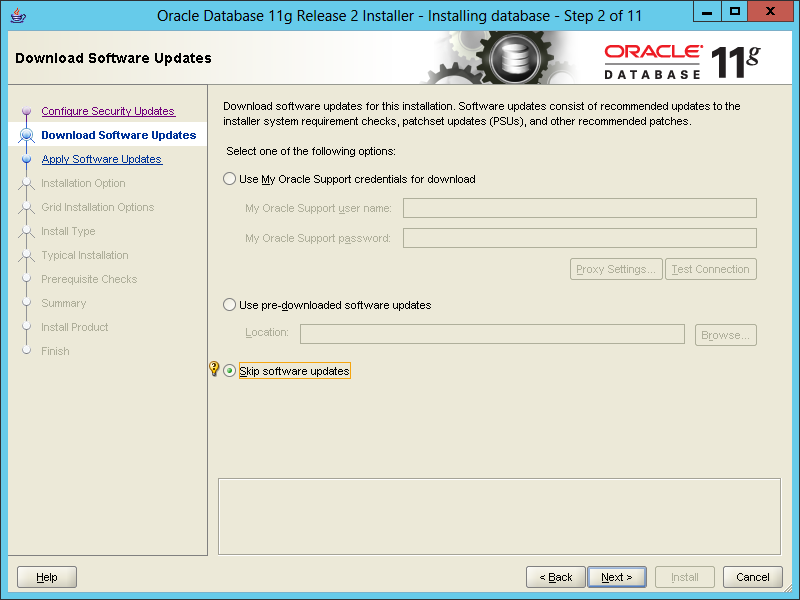 Oracle Database 11g Release 2 Installer - Installing database - Step 2 of 11
Download Software Updates
ORACLE
DATABASE 11g
Configure Security Updates
Download Software Updates
Apply Software Updates
Installation Option
Grid Installation Options
Install Type
Typical Installation
Prerequisite Checks
Summary
Install Product
Finish
Download software updates for this installation. Software updates consist of recommended updates to the
installer system requirement checks, patchset updates (PSUs), and other recommended patches.
Select one of the following options:
Use My Oracle Support credentials for download
My Oracle Support user name:
My Oracle Support password:
Proxy Settings... Test Connection
Use pre-downloaded software updates
Location: Browse...
Skip software updates
Help < Back Next > Install Cancel